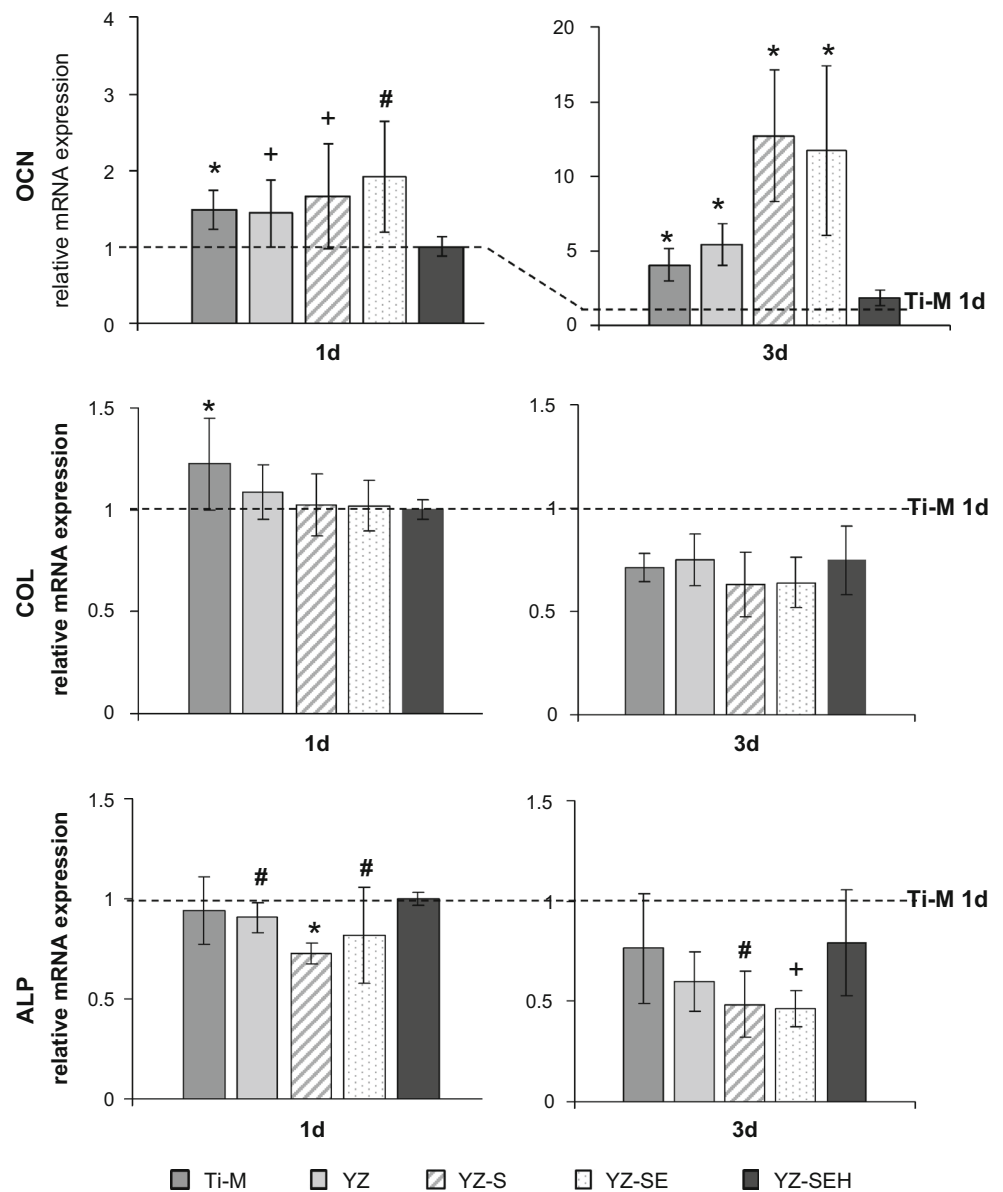 OCN
relative mRNA expression
4
3
2
1
0
*
+
+
#
1d
20
15
10
5
0
*
*
*
*
Ti-M 1d
3d
COL
relative mRNA expression
1.5
1
0.5
0
*
1d
1.5
1
0.5
0
Ti-M 1d
3d
ALP
relative mRNA expression
1.5
1
0.5
0
#
*
#
1d
1.5
1
0.5
0
#
+
Ti-M 1d
3d
Ti-M YZ YZ-S YZ-SE YZ-SEH